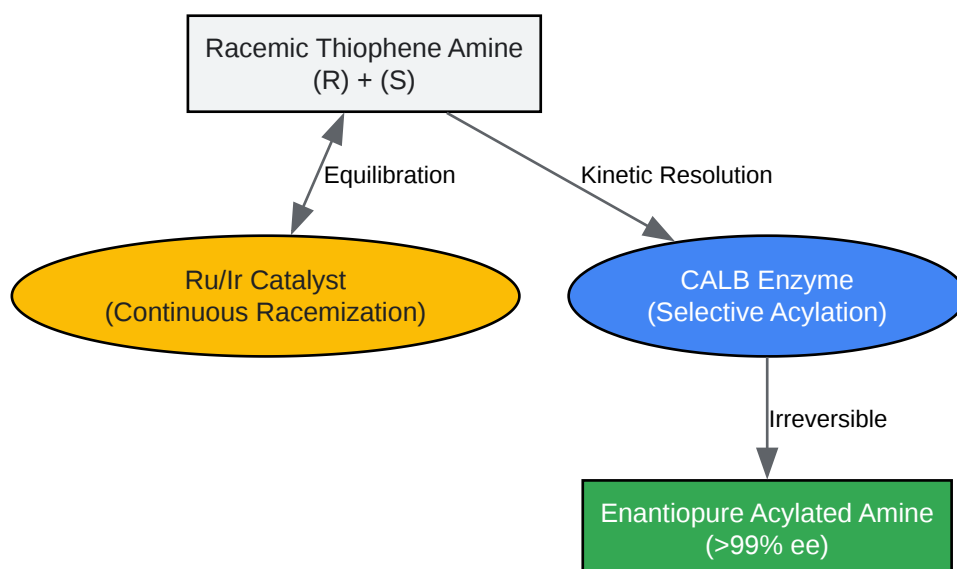 Racemic Thiophene Amine
(R) + (S)
Equilibration
Kinetic Resolution
Ru/Ir Catalyst
(Continuous Racemization)
CALB Enzyme
(Selective Acylation)
Irreversible
Enantiopure Acylated Amine
(>99% ee)